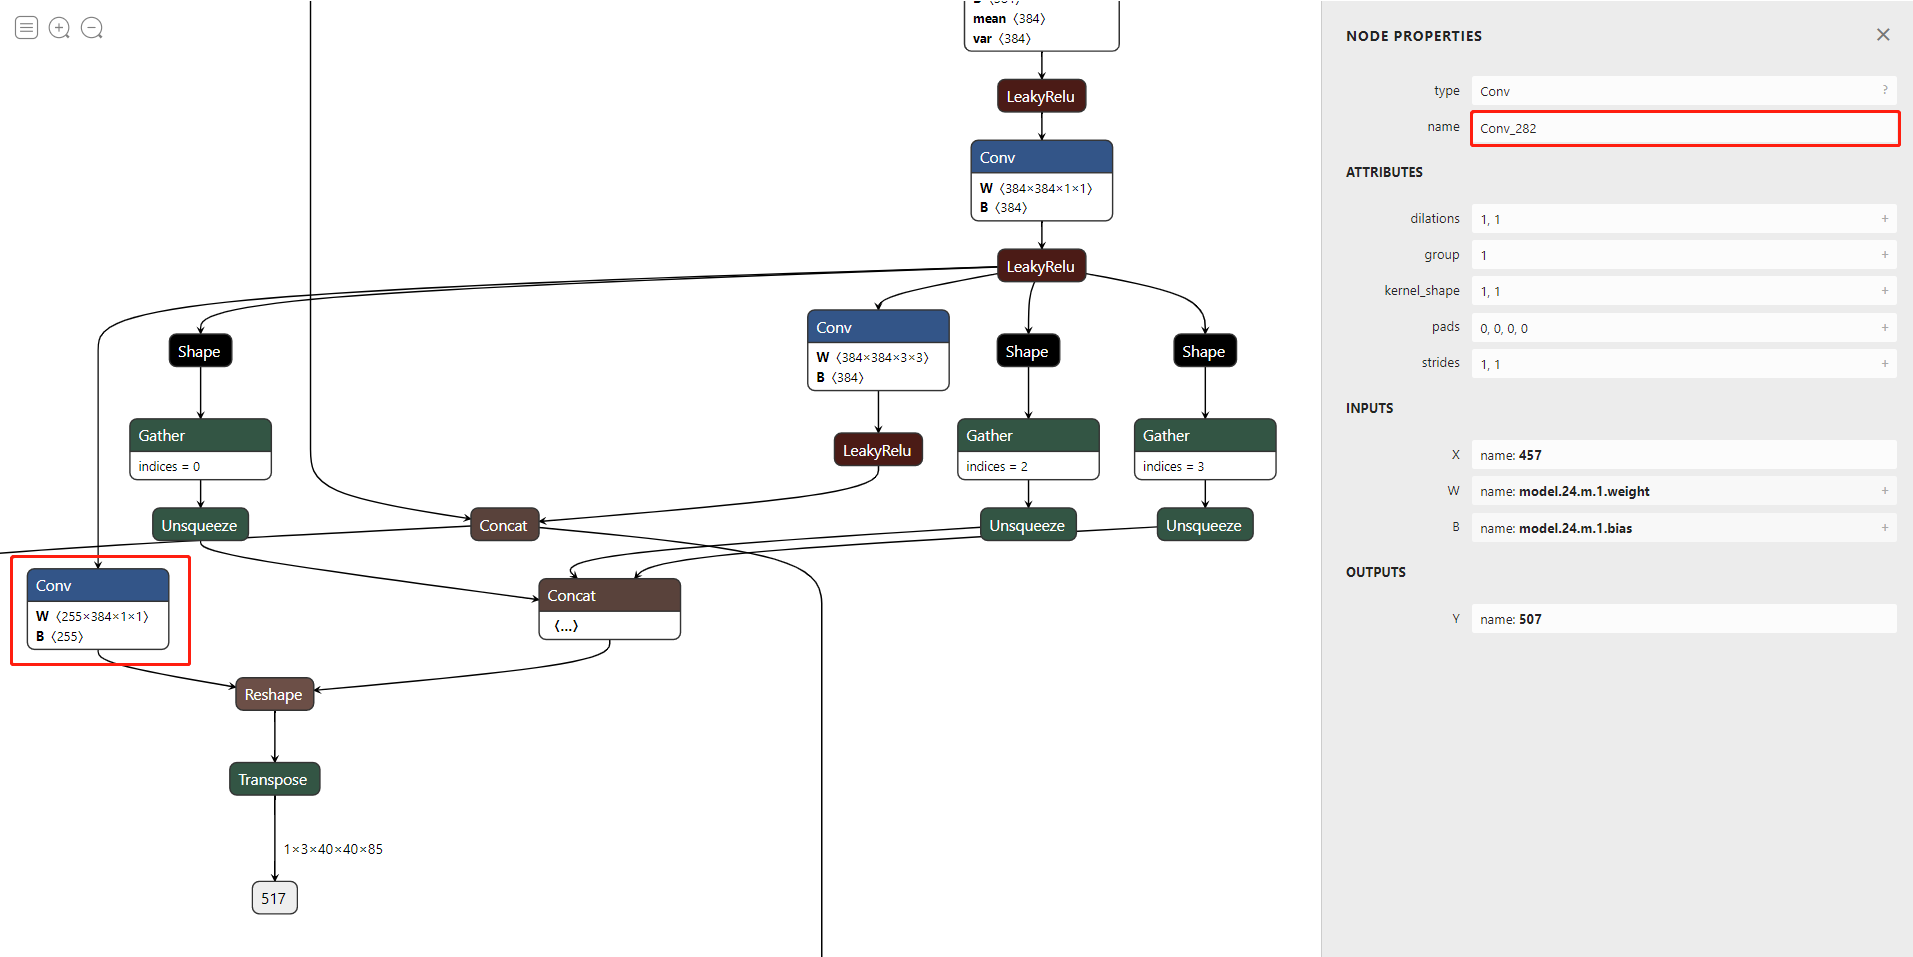 mean ⟨384⟩
var ⟨384⟩
LeakyRelu
Conv
W ⟨384×384×1×1⟩
B ⟨384⟩
LeakyRelu
Shape
Conv
W ⟨384×384×3×3⟩
B ⟨384⟩
Shape
Shape
Gather
indices = 0
LeakyRelu
Gather
indices = 2
Gather
indices = 3
Unsqueeze
Concat
Unsqueeze
Unsqueeze
Conv
W ⟨255×384×1×1⟩
B ⟨255⟩
Concat
⟨...⟩
Reshape
Transpose
1×3×40×40×85
517
NODE PROPERTIES
type Conv ?
name Conv_282
ATTRIBUTES
dilations 1, 1 +
group 1 +
kernel_shape 1, 1 +
pads 0, 0, 0, 0 +
strides 1, 1 +
INPUTS
X name: 457
W name: model.24.m.1.weight +
B name: model.24.m.1.bias +
OUTPUTS
Y name: 507